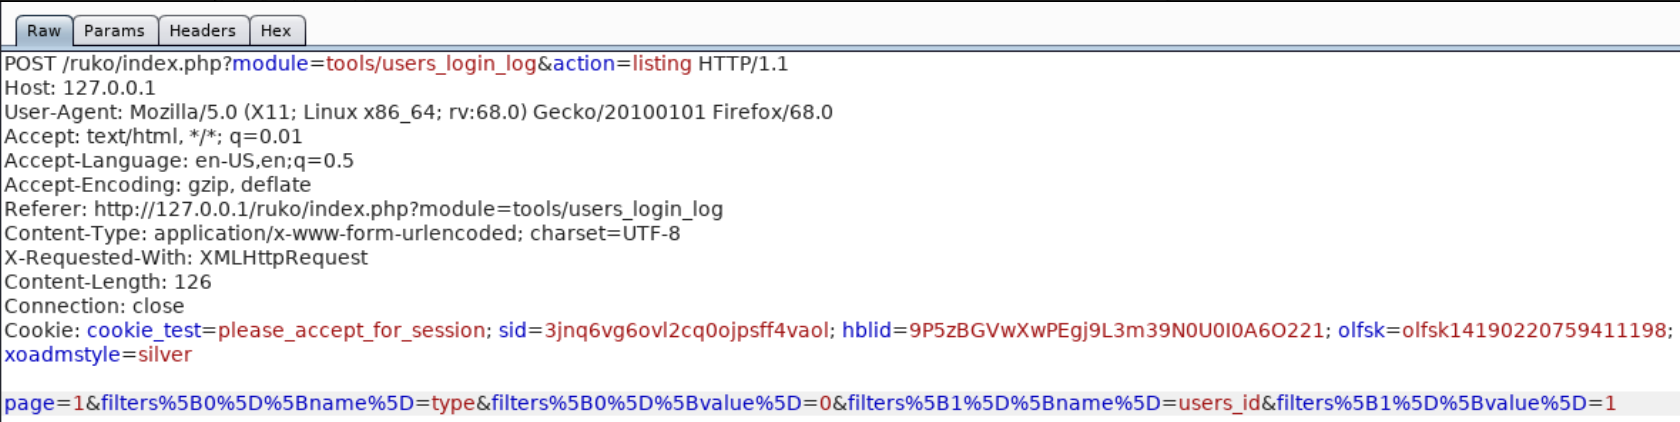 Raw Params Headers Hex
POST /ruko/index.php?module=tools/users_login_log&action=listing HTTP/1.1
Host: 127.0.0.1
User-Agent: Mozilla/5.0 (X11; Linux x86_64; rv:68.0) Gecko/20100101 Firefox/68.0
Accept: text/html, */*; q=0.01
Accept-Language: en-US,en;q=0.5
Accept-Encoding: gzip, deflate
Referer: http://127.0.0.1/ruko/index.php?module=tools/users_login_log
Content-Type: application/x-www-form-urlencoded; charset=UTF-8
X-Requested-With: XMLHttpRequest
Content-Length: 126
Connection: close
Cookie: cookie_test=please_accept_for_session; sid=3jnq6vg6ovl2cq0ojpsff4vaol; hblid=9P5zBGVwXwPEgj9L3m39N0U0I0A6O221; olfsk=olfsk14190220759411198;
xoadmstyle=silver
page=1&filters%5B0%5D%5Bname%5D=type&filters%5B0%5D%5Bvalue%5D=0&filters%5B1%5D%5Bname%5D=users_id&filters%5B1%5D%5Bvalue%5D=1